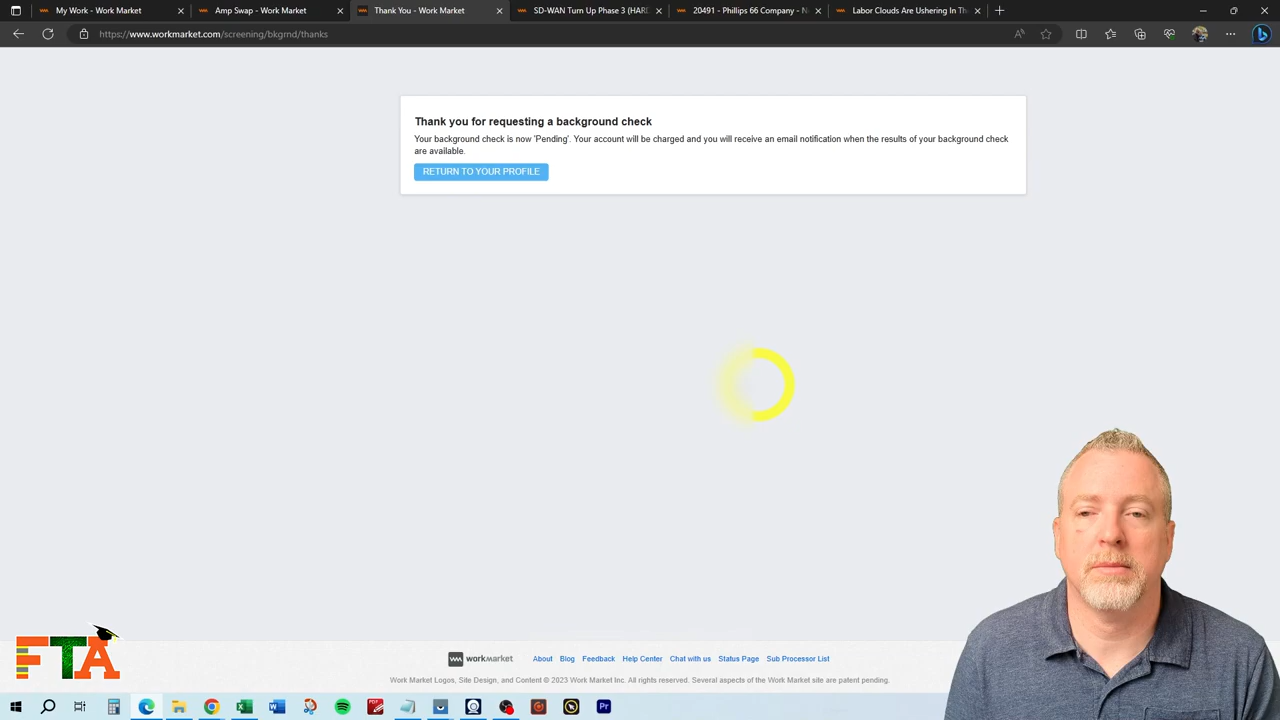 My Work - Work Market
Amp Swap - Work Market
Thank You - Work Market
SD-WAN Turn Up Phase 3 (HARD
20491 - Phillips 66 Company - N
Labor Clouds Are Ushering In Th
https://www.workmarket.com/screening/bkgrnd/thanks
Thank you for requesting a background check
Your background check is now 'Pending'. Your account will be charged and you will receive an email notification when the results of your background check
are available.
RETURN TO YOUR PROFILE
FTA
workmarket
About Blog Feedback Help Center Chat with us Status Page Sub Processor List
Work Market Logos, Site Design, and Content © 2023 Work Market Inc. All rights reserved. Several aspects of the Work Market site are patent pending.